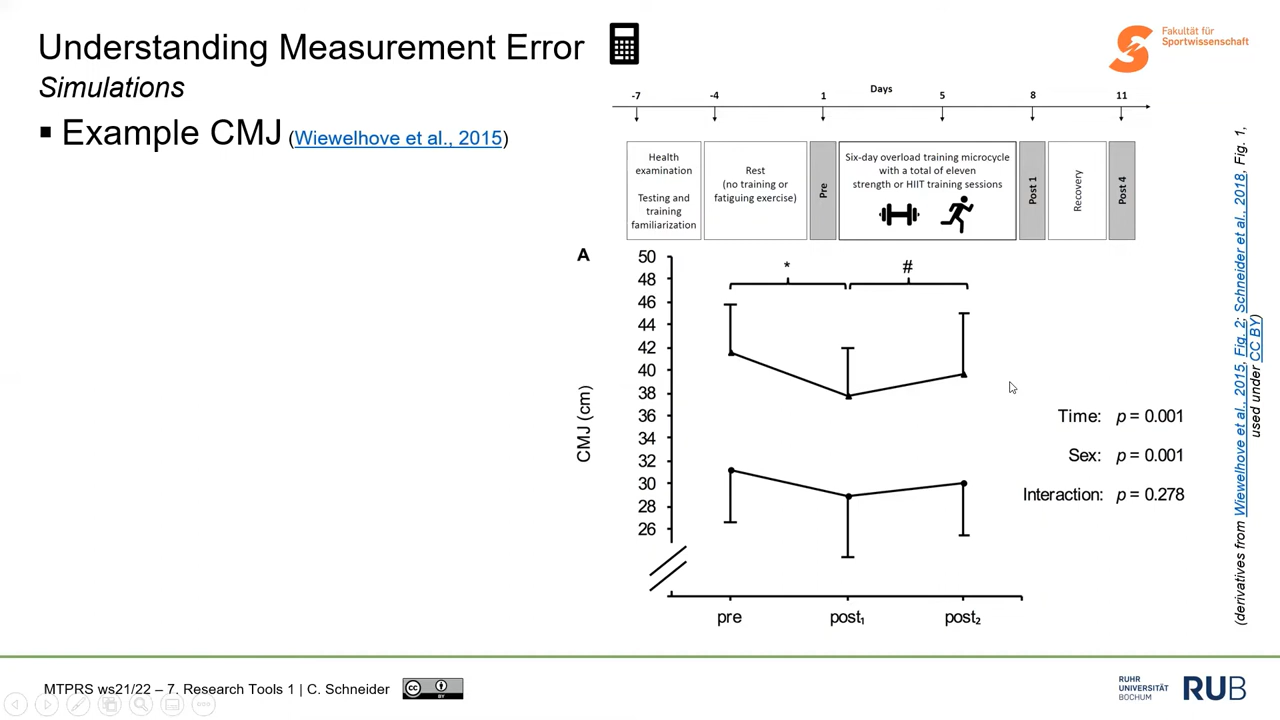 Understanding Measurement Error
Simulations
▪ Example CMJ (Wiewelhove et al., 2015)
Fakultät für
Sportwissenschaft
Days
-7 -4 1 5 8 11
Health
examination
Testing and
training
familiarization
Rest
(no training or
fatiguing exercise)
Pre
Six-day overload training microcycle
with a total of eleven
strength or HIIT training sessions
Post 1
Recovery
Post 4
A
* #
50
48
46
44
42
40
38
36
34
32
30
28
26
CMJ (cm)
pre post₁ post₂
Time: p = 0.001
Sex: p = 0.001
Interaction: p = 0.278
(derivatives from Wiewelhove et al., 2015, Fig. 2; Schneider et al., 2018, Fig. 1,
used under CC BY)
MTPRS ws21/22 – 7. Research Tools 1 | C. Schneider
cc BY
RUHR
UNIVERSITÄT
BOCHUM
RUB